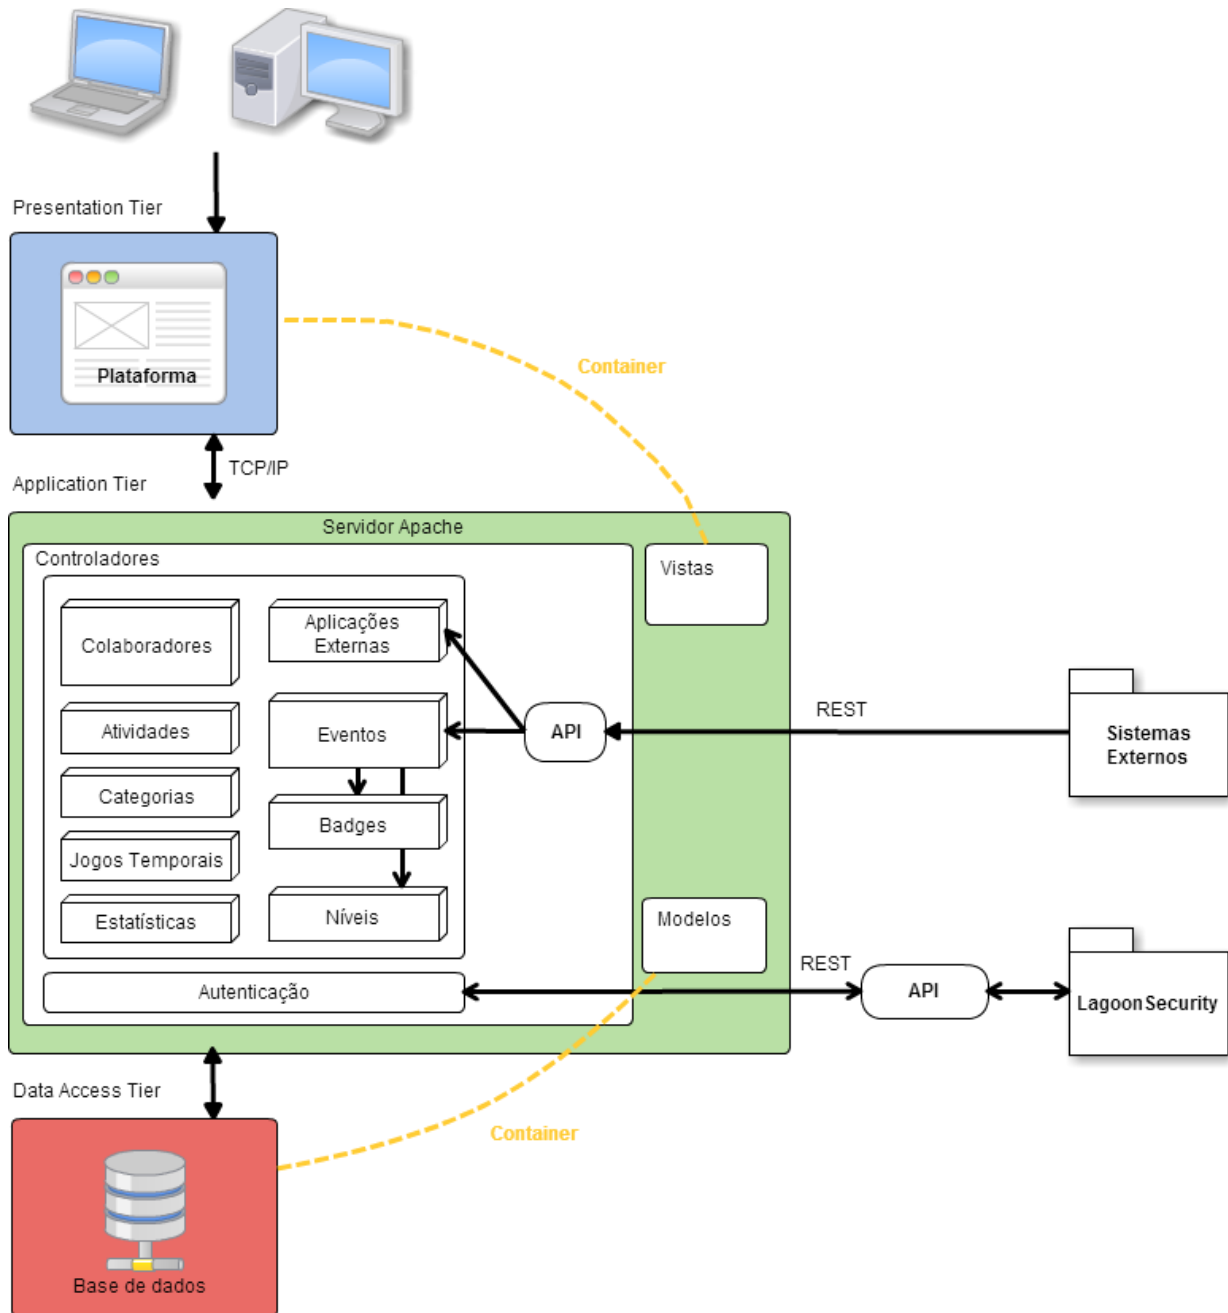 Presentation Tier
Plataforma
Container
TCP/IP
Application Tier
Servidor Apache
Controladores
Vistas
Colaboradores
Aplicações
Externas
Atividades
Eventos
API
REST
Sistemas
Externos
Categorias
Badges
Jogos Temporais
Estatísticas
Níveis
Modelos
Autenticação
REST
API
LagoonSecurity
Data Access Tier
Container
Base de dados